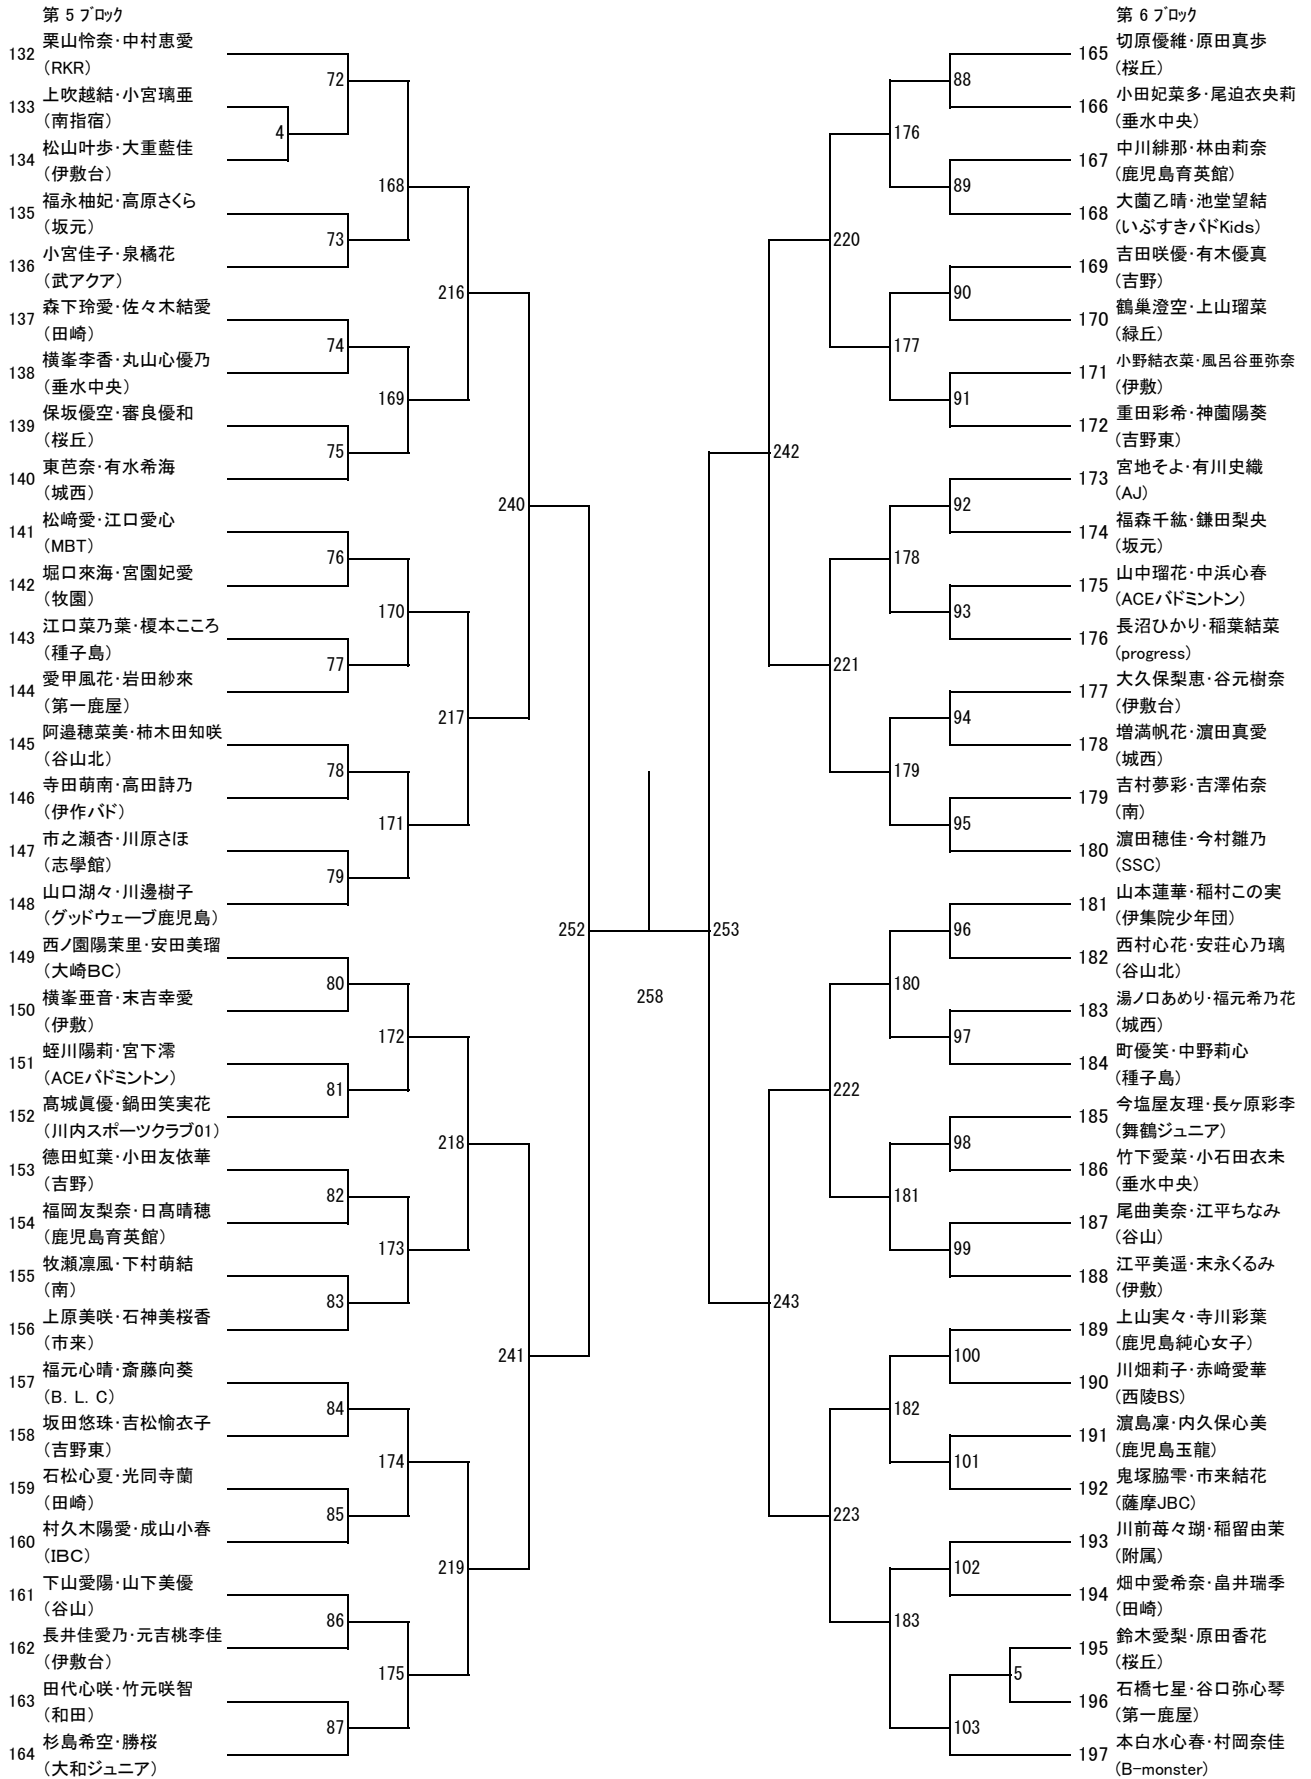 第 5 ブロック
132 栗山怜奈・中村恵愛
(RKR)
133 上吹越結・小宮璃亜
(南指宿)
134 松山叶歩・大重藍佳
(伊敷台)
135 福永柚妃・高原さくら
(坂元)
136 小宮佳子・泉橘花
(武アクア)
137 森下玲愛・佐々木結愛
(田崎)
138 横峯李香・丸山心優乃
(垂水中央)
139 保坂優空・審良優和
(桜丘)
140 東芭奈・有水希海
(城西)
141 松﨑愛・江口愛心
(MBT)
142 堀口來海・宮園妃愛
(牧園)
143 江口菜乃葉・榎本こころ
(種子島)
144 愛甲風花・岩田紗來
(第一鹿屋)
145 阿邉穂菜美・柿木田知咲
(谷山北)
146 寺田萌南・高田詩乃
(伊作バド)
147 市之瀬杏・川原さほ
(志學館)
148 山口湖々・川邊樹子
(グッドウェーブ鹿児島)
149 西ノ園陽茉里・安田美瑠
(大崎BC)
150 横峯亜音・末吉幸愛
(伊敷)
151 蛭川陽莉・宮下澪
(ACEバドミントン)
152 髙城眞優・鍋田笑実花
(川内スポーツクラブ01)
153 德田虹葉・小田友依華
(吉野)
154 福岡友梨奈・日髙晴穂
(鹿児島育英館)
155 牧瀬凛風・下村萌結
(南)
156 上原美咲・石神美桜香
(市来)
157 福元心晴・斎藤向葵
(B. L. C)
158 坂田悠珠・吉松愉衣子
(吉野東)
159 石松心夏・光同寺蘭
(田崎)
160 村久木陽愛・成山小春
(IBC)
161 下山愛陽・山下美優
(谷山)
162 長井佳愛乃・元吉桃李佳
(伊敷台)
163 田代心咲・竹元咲智
(和田)
164 杉島希空・勝桜
(大和ジュニア)
4
72
73
74
75
76
77
78
79
80
81
82
83
84
85
86
87
168
169
170
171
172
173
174
175
216
217
218
219
240
241
252
258
253
242
243
220
221
222
223
176
177
178
179
180
181
182
183
88
89
90
91
92
93
94
95
96
97
98
99
100
101
102
103
5
第 6 ブロック
165 切原優維・原田真歩
(桜丘)
166 小田妃菜多・尾迫衣央莉
(垂水中央)
167 中川緋那・林由莉奈
(鹿児島育英館)
168 大薗乙晴・池堂望結
(いぶすきバドKids)
169 吉田咲優・有木優真
(吉野)
170 鶴巣澄空・上山瑠菜
(緑丘)
171 小野結衣菜・風呂谷亜弥奈
(伊敷)
172 重田彩希・神薗陽葵
(吉野東)
173 宮地そよ・有川史織
(AJ)
174 福森千紘・鎌田梨央
(坂元)
175 山中瑠花・中浜心春
(ACEバドミントン)
176 長沼ひかり・稲葉結菜
(progress)
177 大久保梨恵・谷元樹奈
(伊敷台)
178 増満帆花・濵田真愛
(城西)
179 吉村夢彩・吉澤佑奈
(南)
180 濵田穂佳・今村雛乃
(SSC)
181 山本蓮華・稲村この実
(伊集院少年団)
182 西村心花・安荘心乃璃
(谷山北)
183 湯ノ口あめり・福元希乃花
(城西)
184 町優笑・中野莉心
(種子島)
185 今塩屋友理・長ヶ原彩李
(舞鶴ジュニア)
186 竹下愛菜・小石田衣未
(垂水中央)
187 尾曲美奈・江平ちなみ
(谷山)
188 江平美遥・末永くるみ
(伊敷)
189 上山実々・寺川彩葉
(鹿児島純心女子)
190 川畑莉子・赤﨑愛華
(西陵BS)
191 濵島凜・内久保心美
(鹿児島玉龍)
192 鬼塚脇雫・市来結花
(薩摩JBC)
193 川前苺々瑚・稲留由茉
(附属)
194 畑中愛希奈・畠井瑞季
(田崎)
195 鈴木愛梨・原田香花
(桜丘)
196 石橋七星・谷口弥心琴
(第一鹿屋)
197 本白水心春・村岡奈佳
(B-monster)